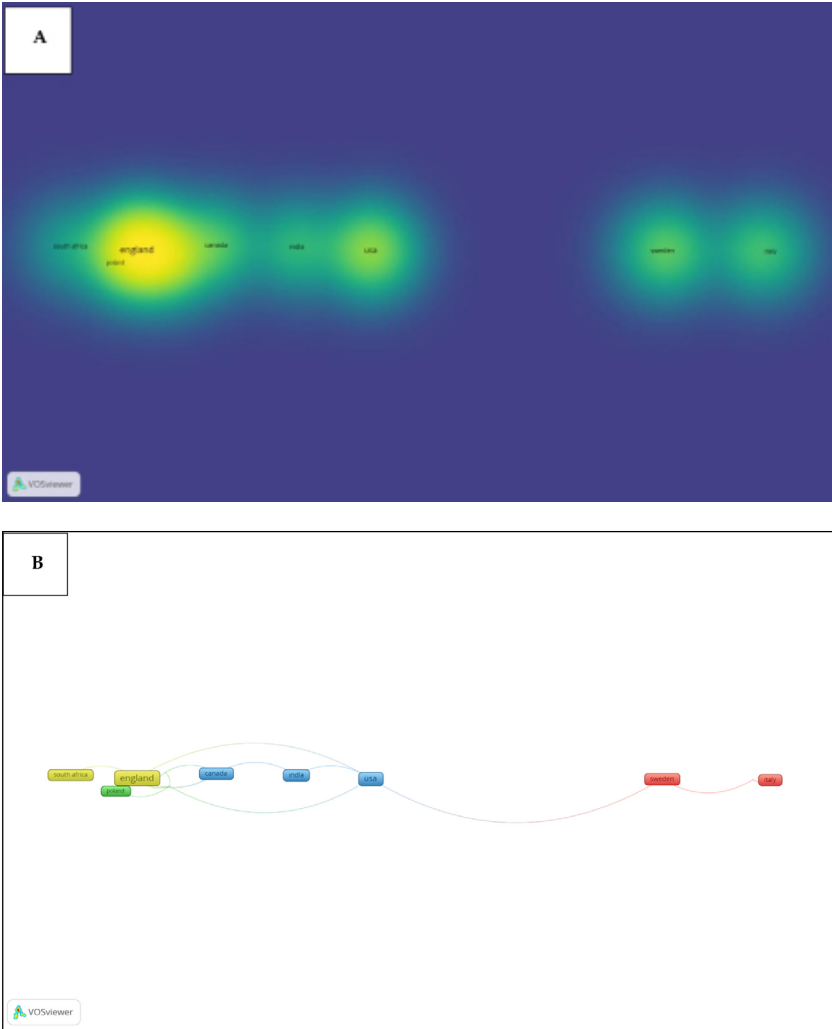 A
south africa
england
canada
india
usa
sweden
italy
poland
VOSviewer
B
south africa
england
canada
india
usa
sweden
italy
poland
VOSviewer